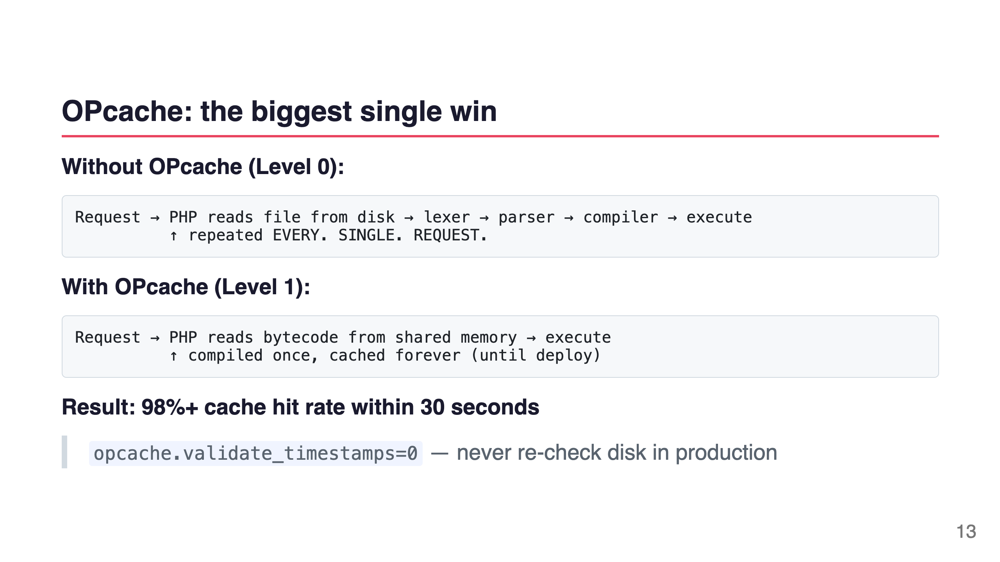 OPcache: the biggest single win
Without OPcache (Level 0):
Request → PHP reads file from disk → lexer → parser → compiler → execute
↑ repeated EVERY. SINGLE. REQUEST.
With OPcache (Level 1):
Request → PHP reads bytecode from shared memory → execute
↑ compiled once, cached forever (until deploy)
Result: 98%+ cache hit rate within 30 seconds
opcache.validate_timestamps=0 — never re-check disk in production
13